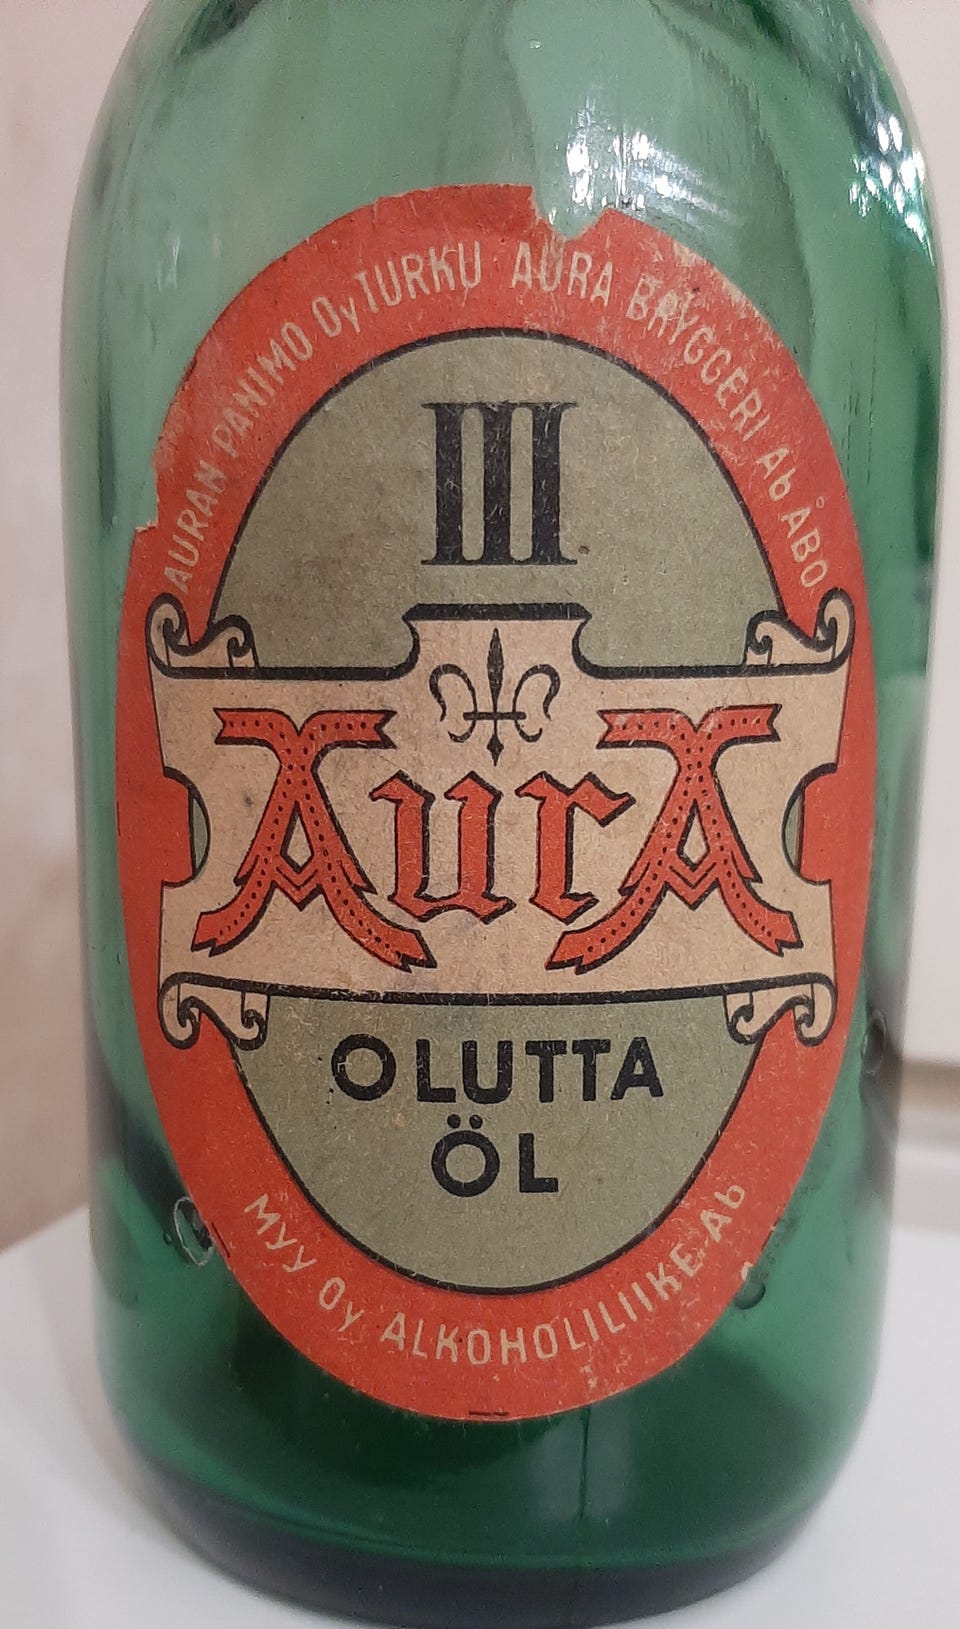 AURAN PANIMO Oy TURKU AURA BRYGGERI Ab ÅBO
III
AurA
OLUTTA
ÖL
MYY Oy ALKOHOLILIIKE Ab